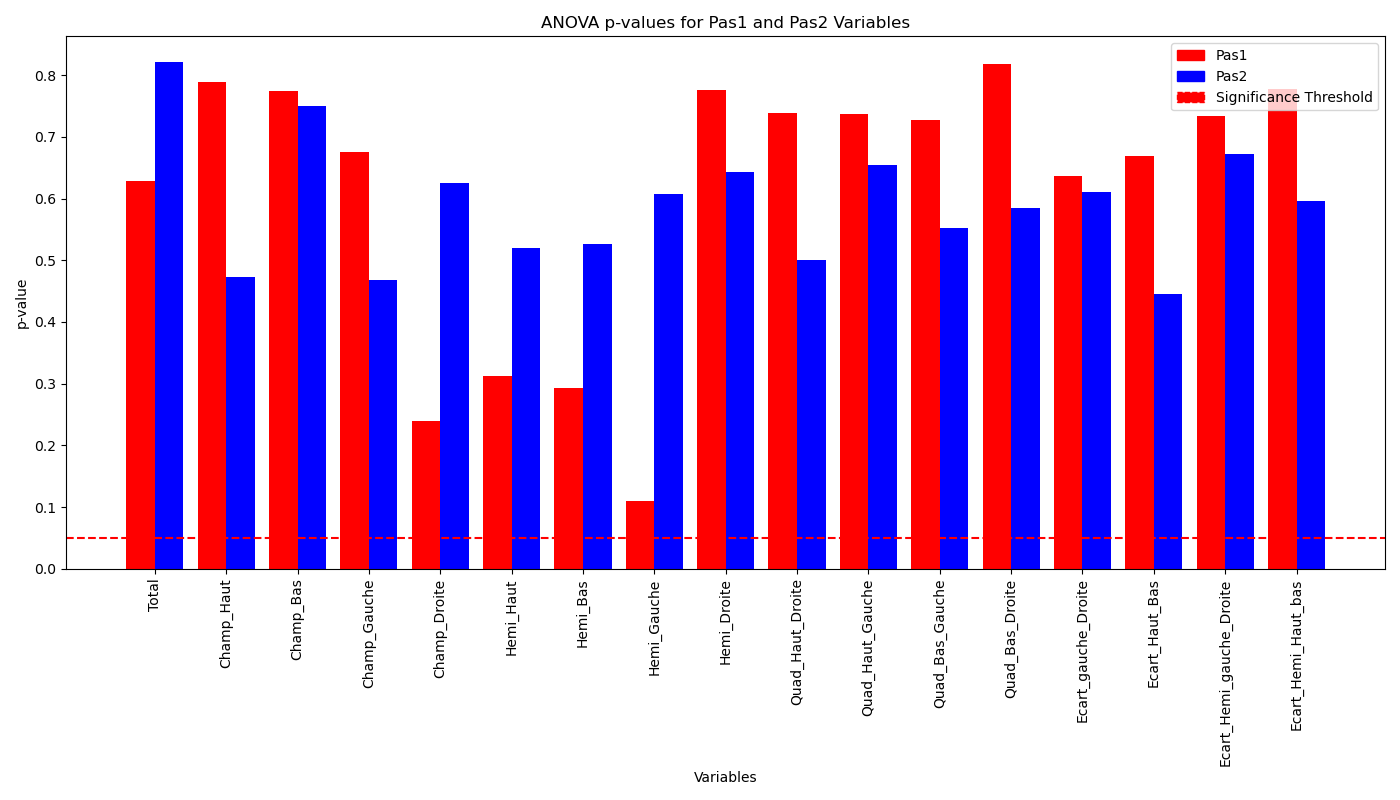 ANOVA p-values for Pas1 and Pas2 Variables
Pas1
Pas2
Significance Threshold
p-value
0.8
0.7
0.6
0.5
0.4
0.3
0.2
0.1
0.0
Total
Champ_Haut
Champ_Bas
Champ_Gauche
Champ_Droite
Hemi_Haut
Hemi_Bas
Hemi_Gauche
Hemi_Droite
Quad_Haut_Droite
Quad_Haut_Gauche
Quad_Bas_Gauche
Quad_Bas_Droite
Ecart_gauche_Droite
Ecart_Haut_Bas
Ecart_Hemi_gauche_Droite
Ecart_Hemi_Haut_bas
Variables